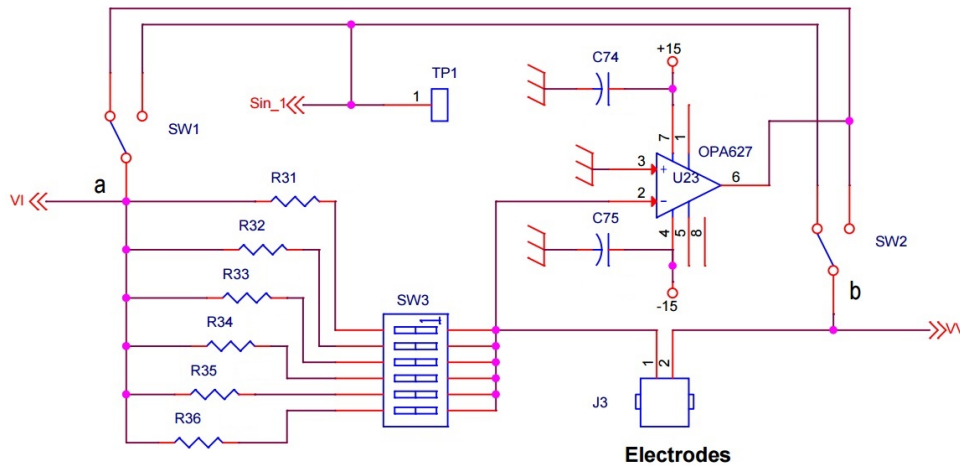 C74
+15
TP1
1
Sin_1
SW1
7
1
OPA627
3
+
U23
6
2
-
a
VI
R31
C75
4
5
8
SW2
R32
-15
b
R33
SW3
1
R34
1
2
R35
J3
R36
Electrodes